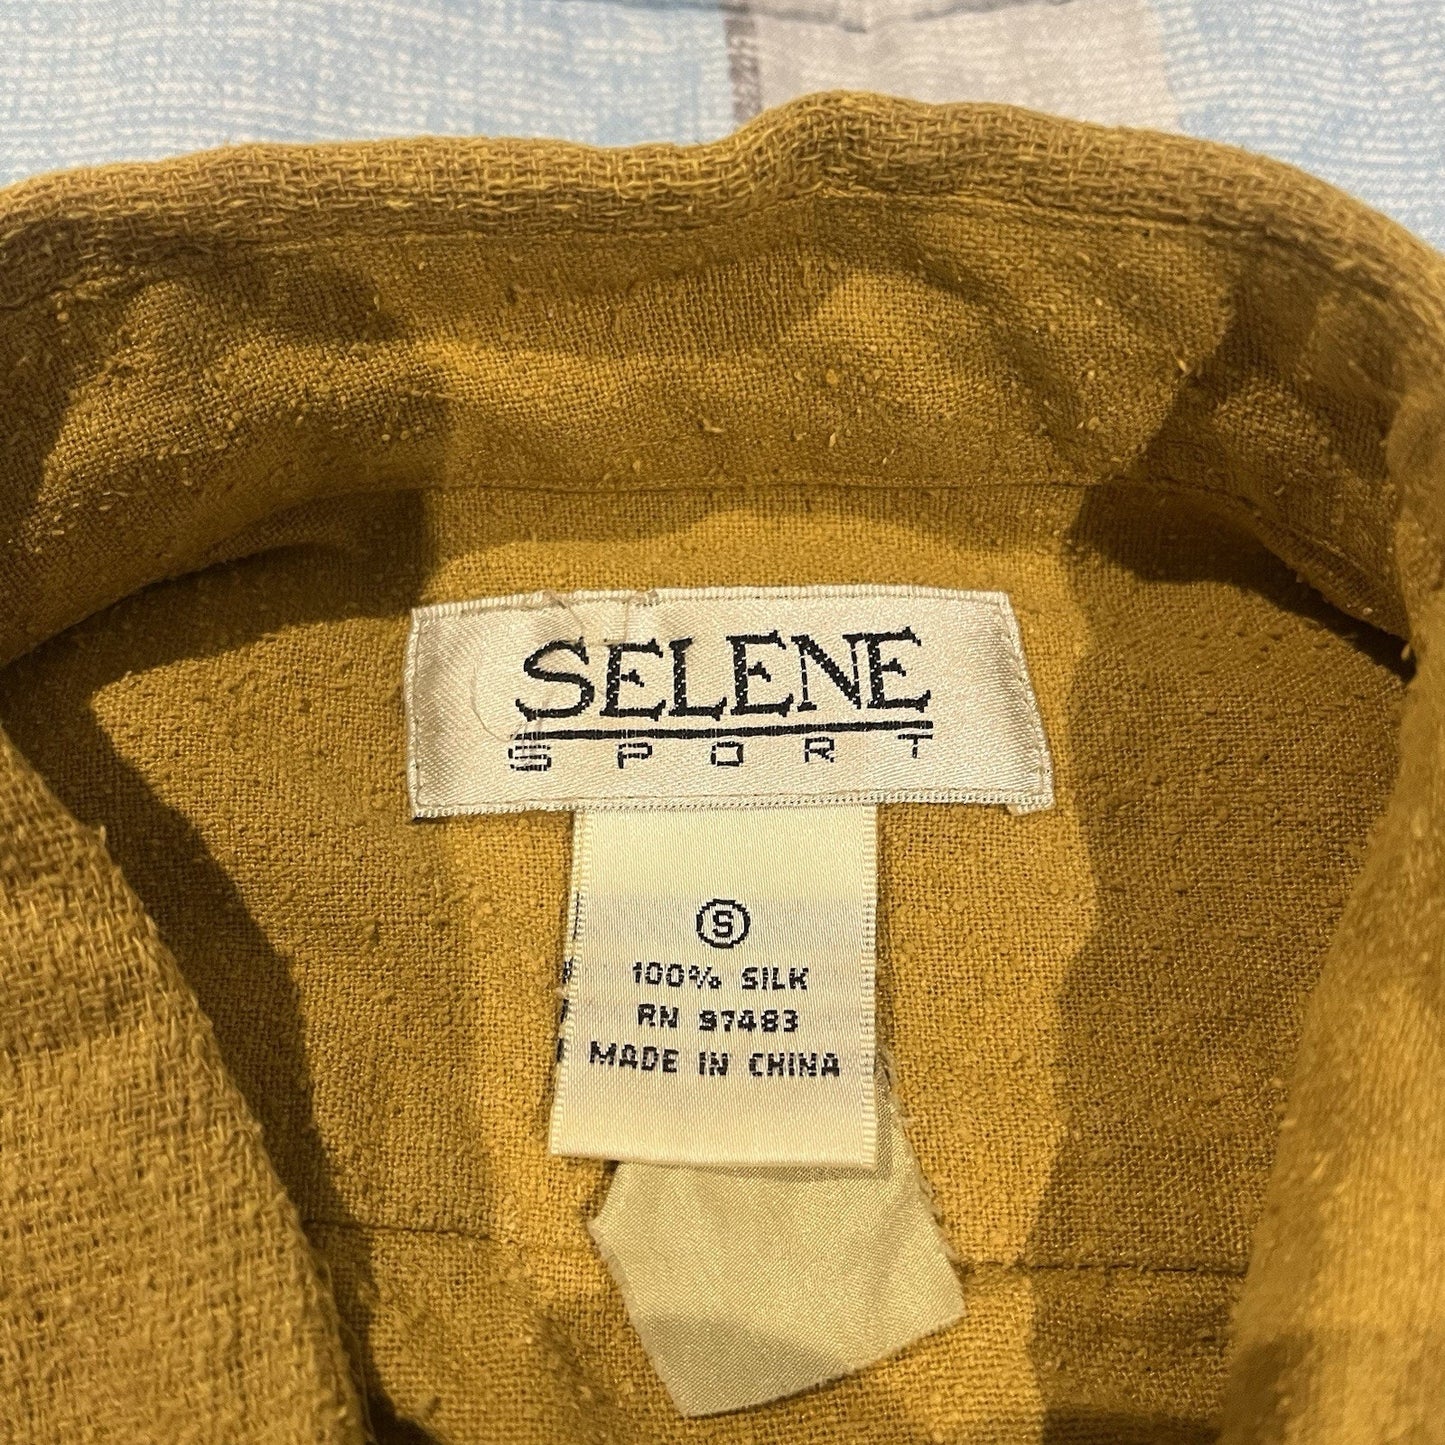 SELENE
SPORT
S
100% SILK
RN 97483
MADE IN CHINA